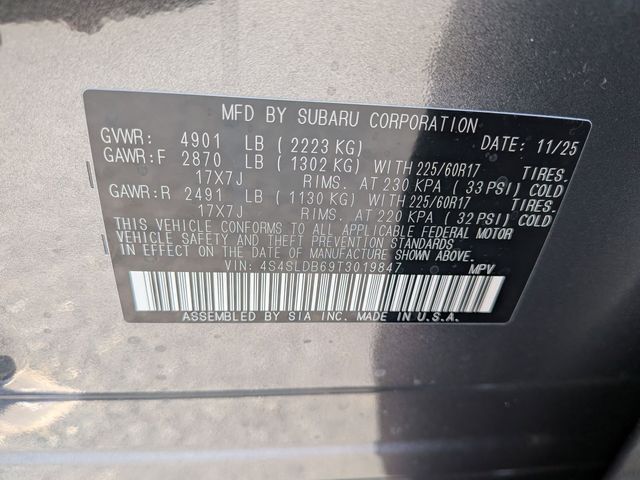 MFD BY SUBARU CORPORATION
GVWR: 4901 LB ( 2223 KG) DATE: 11/25
GAWR:F 2870 LB ( 1302 KG) WITH 225/60R17 TIRES.
17X7J RIMS. AT 230 KPA ( 33 PSI) COLD
GAWR:R 2491 LB ( 1130 KG) WITH 225/60R17 TIRES.
17X7J RIMS. AT 220 KPA ( 32 PSI) COLD
THIS VEHICLE CONFORMS TO ALL APPLICABLE FEDERAL MOTOR
VEHICLE SAFETY AND THEFT PREVENTION STANDARDS
IN EFFECT ON THE DATE OF MANUFACTURE SHOWN ABOVE.
VIN: 4S4SLDB69T3019847 MPV
ASSEMBLED BY SIA INC. MADE IN U.S.A.